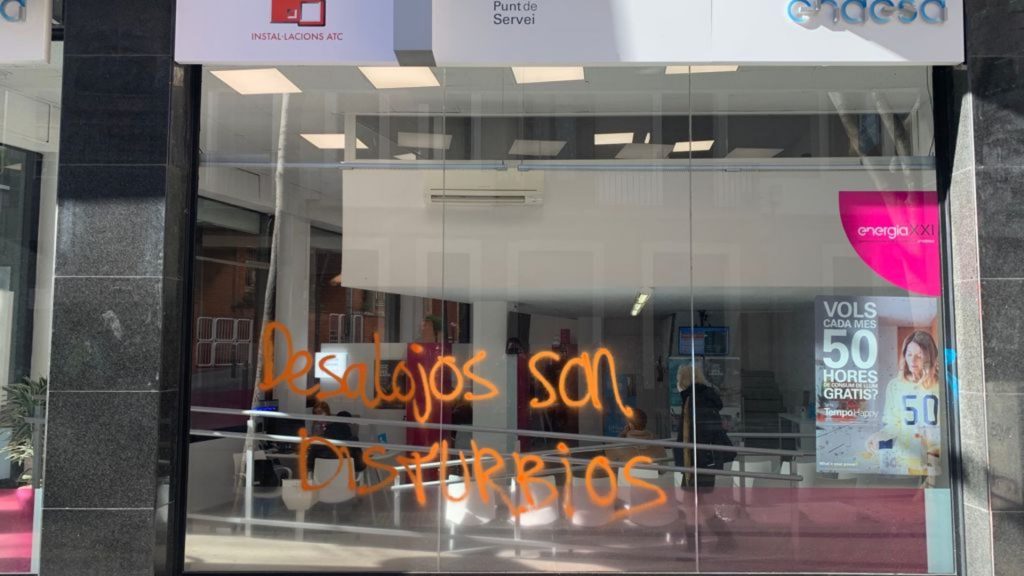 INSTAL·LACIONS ATC
Punt de
Servei
endesa
energíaXXI
VOLS
CADA MES
50
HORES
DE CONSUM DE LLUM
GRATIS?
Tempo Happy
50
Desalojos son
DISTURBIOS